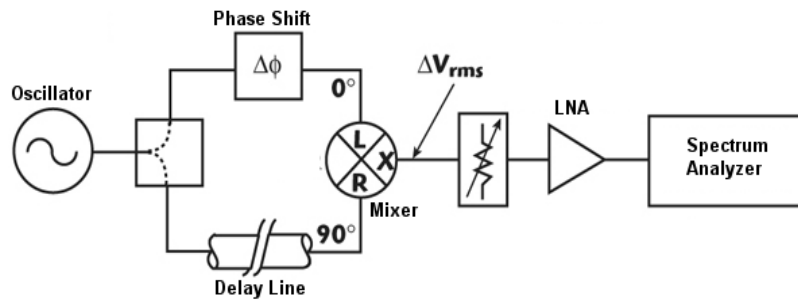 Phase Shift
Δϕ
0°
ΔVrms
Oscillator
LNA
L
X
R
Mixer
Spectrum
Analyzer
90°
Delay Line